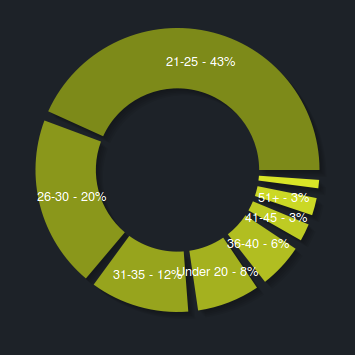 21-25 - 43%
26-30 - 20%
31-35 - 12%
Under 20 - 8%
36-40 - 6%
41-45 - 3%
51+ - 3%